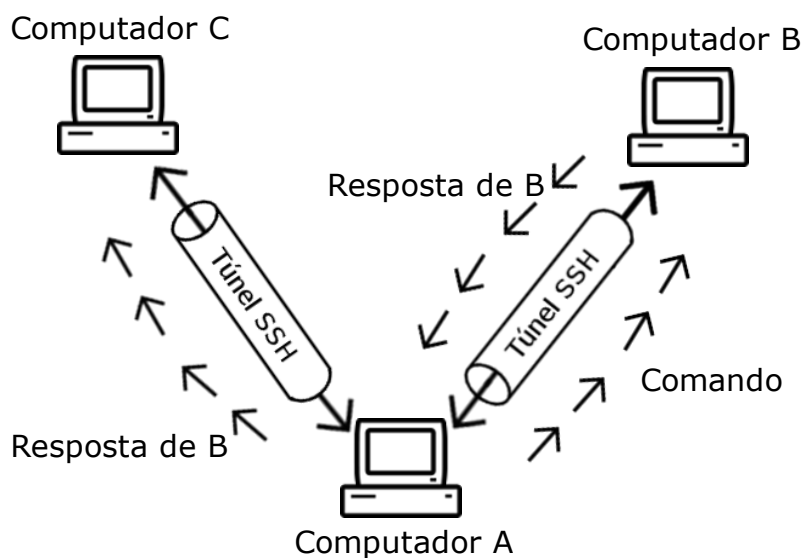 Computador C
Computador B
Resposta de B
Túnel SSH
Túnel SSH
Comando
Resposta de B
Computador A